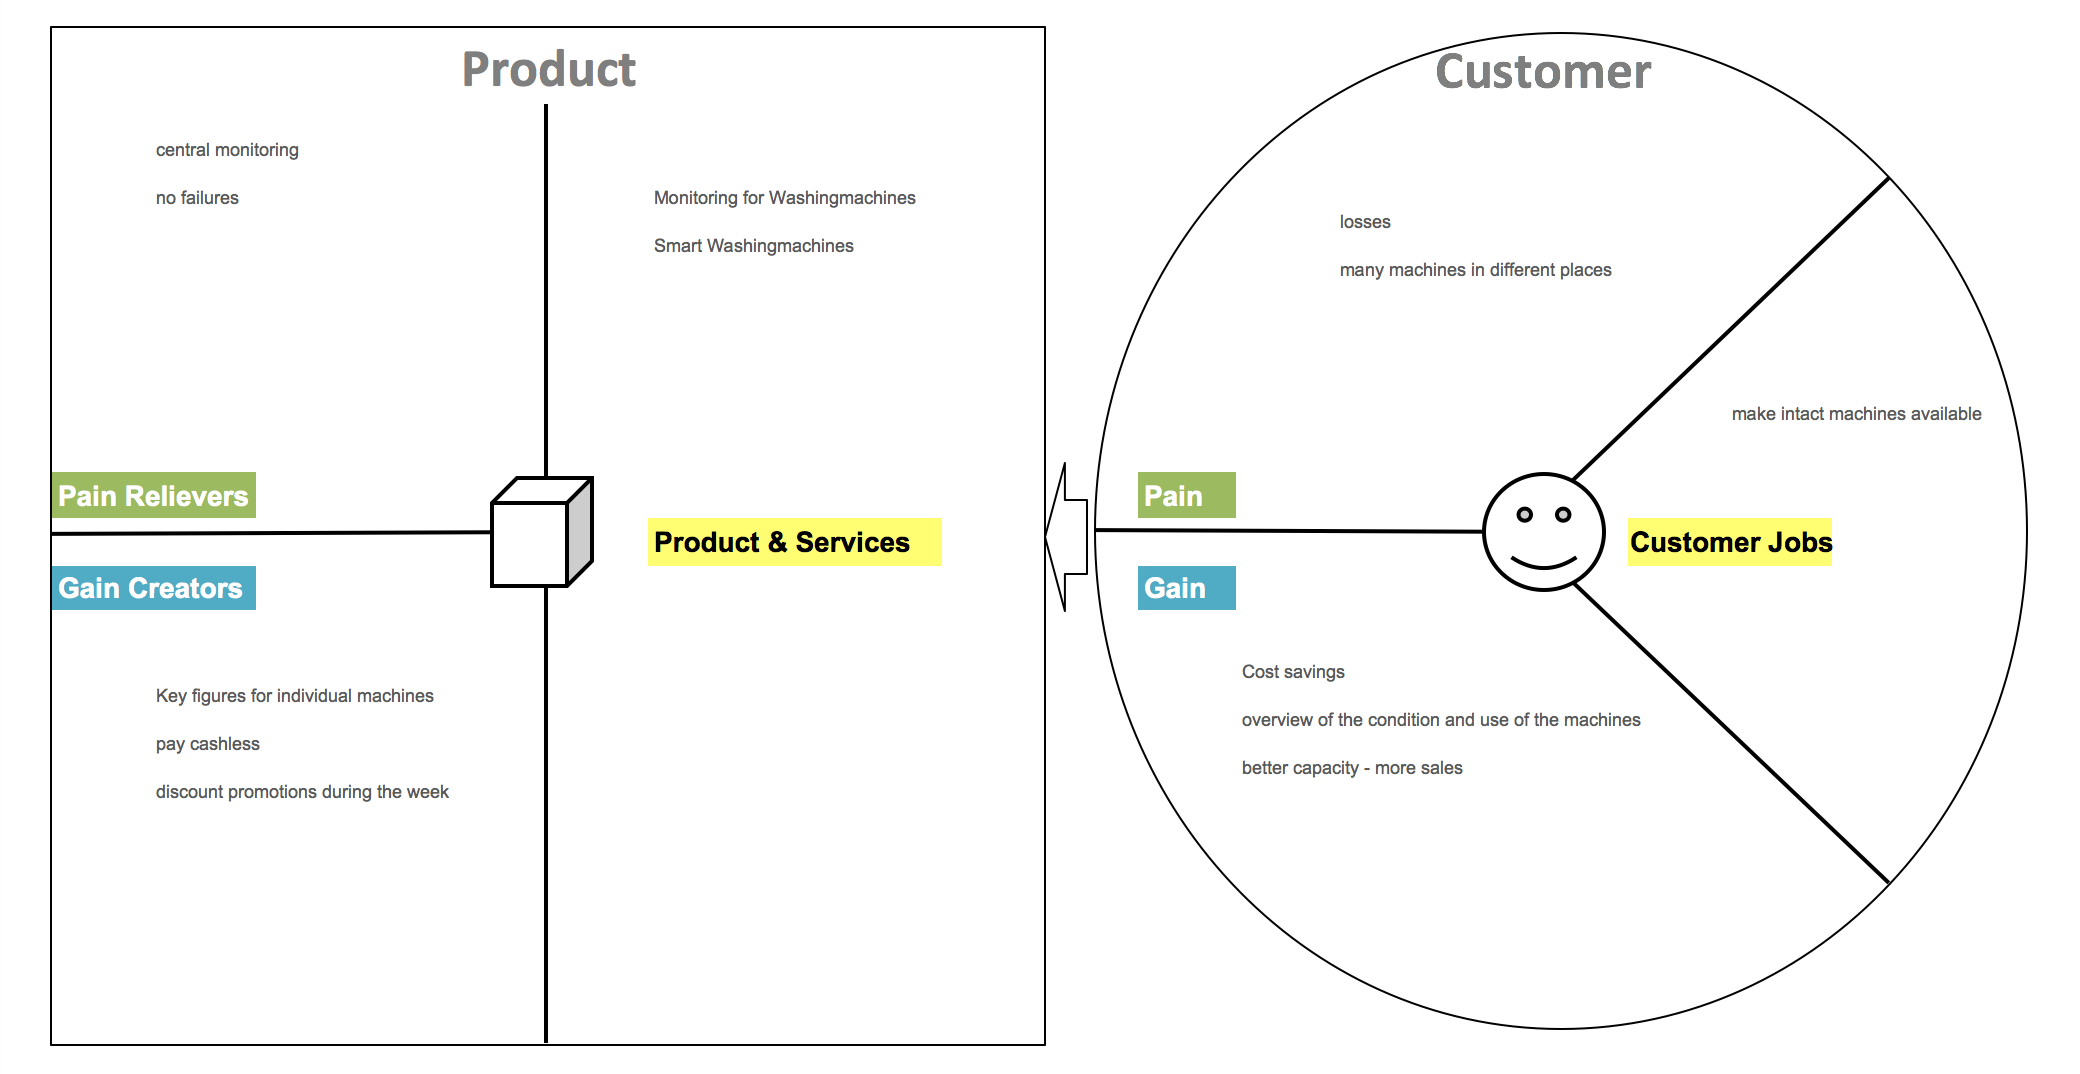 Product
central monitoring
no failures
Monitoring for Washingmachines
Smart Washingmachines
Pain Relievers
Gain Creators
Product & Services
Key figures for individual machines
pay cashless
discount promotions during the week
Customer
losses
many machines in different places
make intact machines available
Pain
Gain
Customer Jobs
Cost savings
overview of the condition and use of the machines
better capacity - more sales